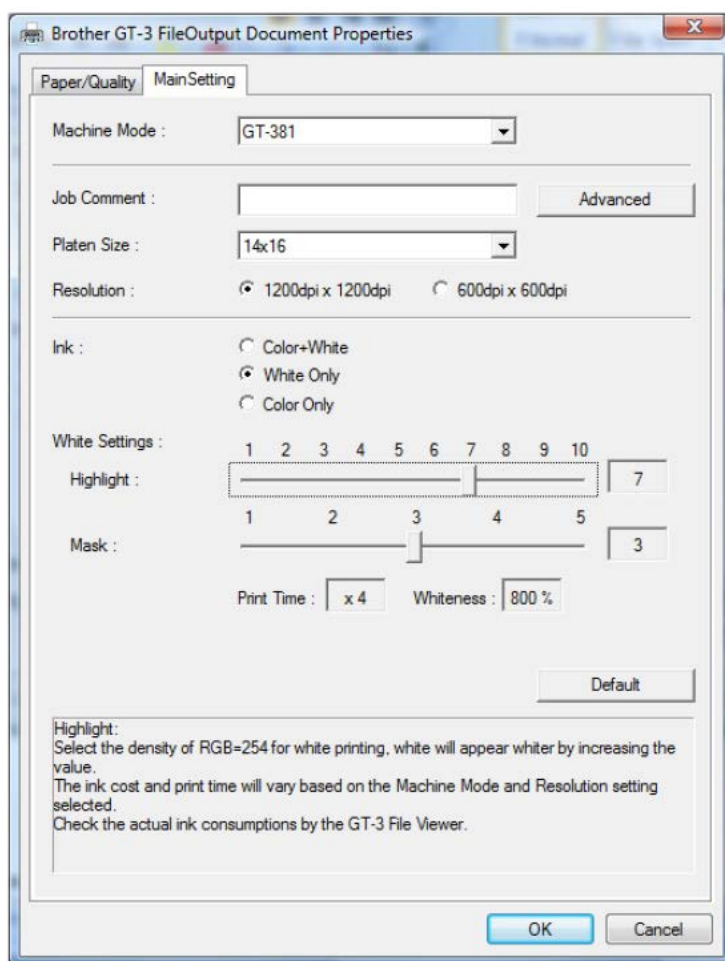 Brother GT-3 FileOutput Document Properties
Paper/Quality MainSetting
Machine Mode : GT-381
Job Comment : Advanced
Platen Size : 14x16
Resolution : 1200dpi x 1200dpi 600dpi x 600dpi
Ink : Color+White
White Only
Color Only
White Settings : 1 2 3 4 5 6 7 8 9 10
Highlight : 7
1 2 3 4 5
Mask : 3
Print Time : x 4 Whiteness : 800 %
Default
Highlight:
Select the density of RGB=254 for white printing, white will appear whiter by increasing the
value.
The ink cost and print time will vary based on the Machine Mode and Resolution setting
selected.
Check the actual ink consumptions by the GT-3 File Viewer.
OK Cancel